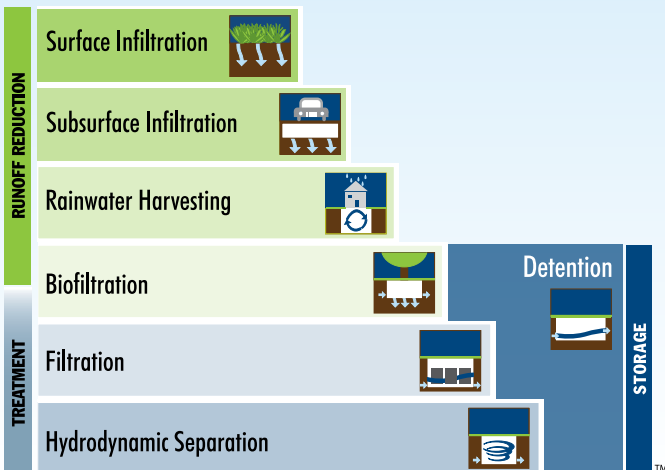 RUNOFF REDUCTION
Surface Infiltration
Subsurface Infiltration
Rainwater Harvesting
Biofiltration
Detention
TREATMENT
Filtration
Hydrodynamic Separation
STORAGE
TM